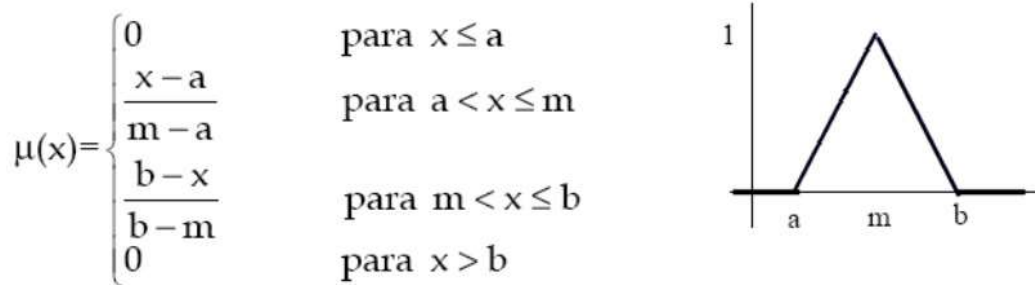 0 para x ≤ a
x − a
m − a
para a < x ≤ m
μ(x)=
b − x
b − m
para m < x ≤ b
0 para x > b
1
a m b